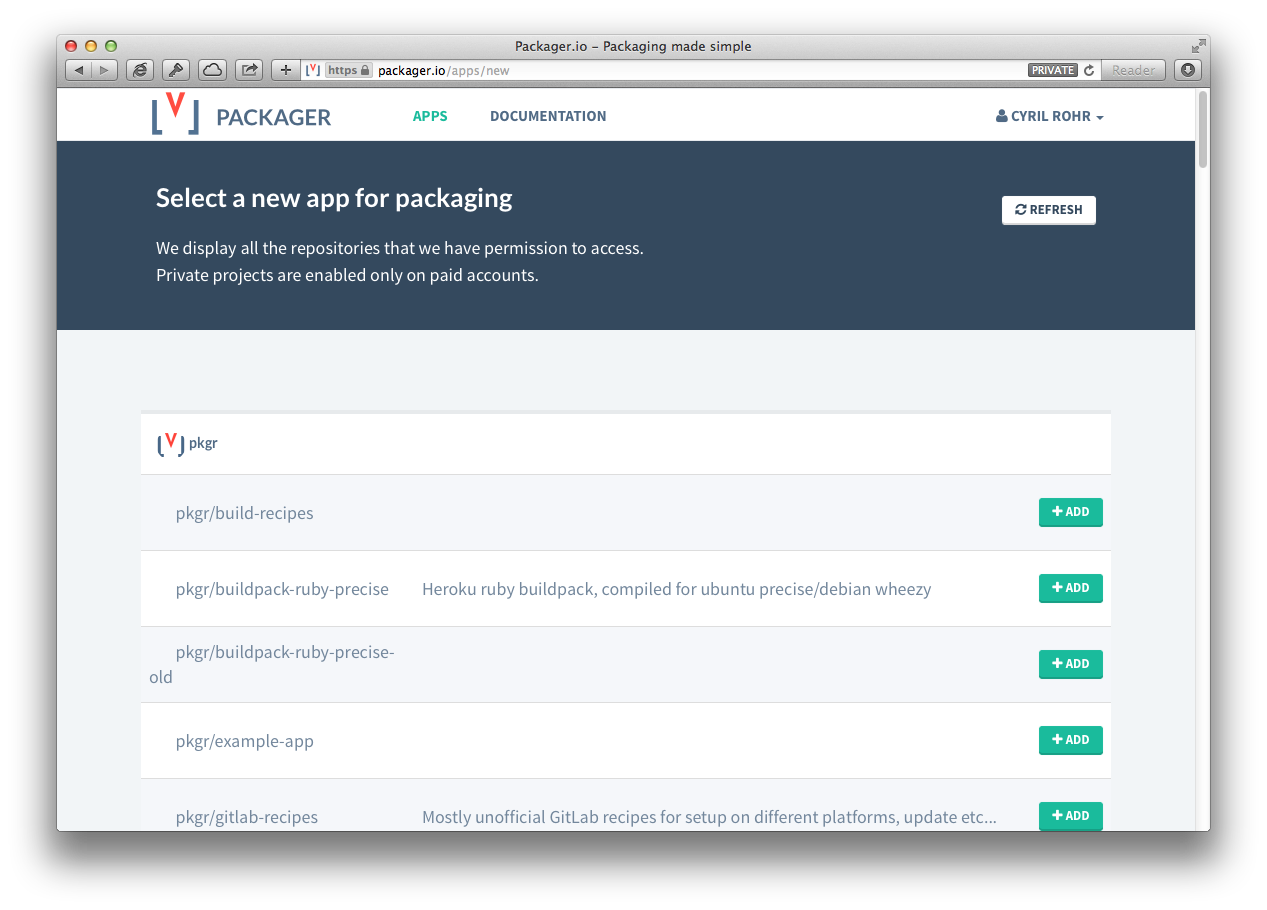 Packager.io – Packaging made simple
https packager.io/apps/new PRIVATE Reader
[V] PACKAGER APPS DOCUMENTATION CYRIL ROHR
Select a new app for packaging
REFRESH
We display all the repositories that we have permission to access.
Private projects are enabled only on paid accounts.
[V] pkgr
pkgr/build-recipes + ADD
pkgr/buildpack-ruby-precise Heroku ruby buildpack, compiled for ubuntu precise/debian wheezy + ADD
pkgr/buildpack-ruby-precise-
old + ADD
pkgr/example-app + ADD
pkgr/gitlab-recipes Mostly unofficial GitLab recipes for setup on different platforms, update etc... + ADD